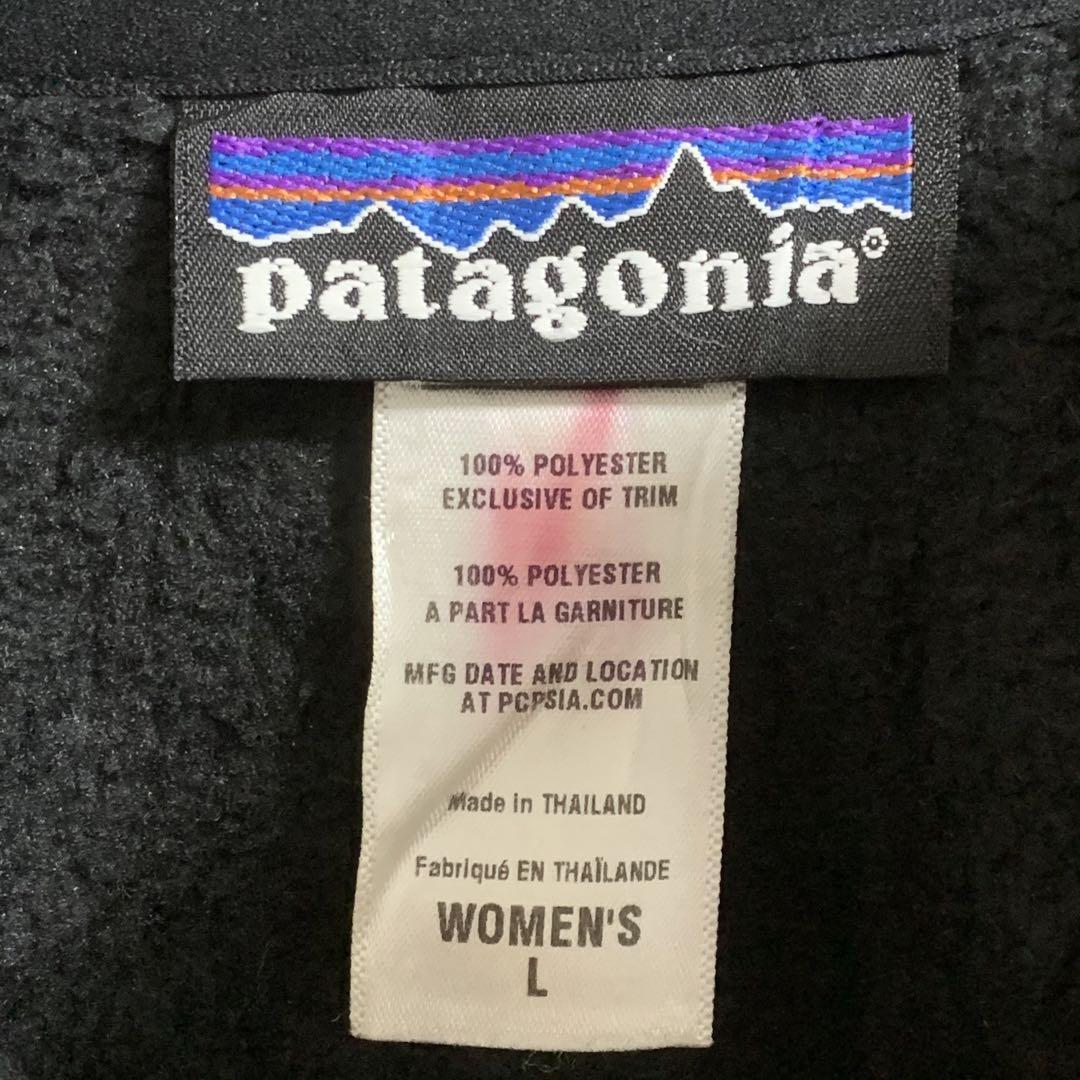 patagonia®
100% POLYESTER
EXCLUSIVE OF TRIM
100% POLYESTER
A PART LA GARNITURE
MFG DATE AND LOCATION
AT PCPSIA.COM
Made in THAILAND
Fabriqué EN THAÏLANDE
WOMEN'S
L